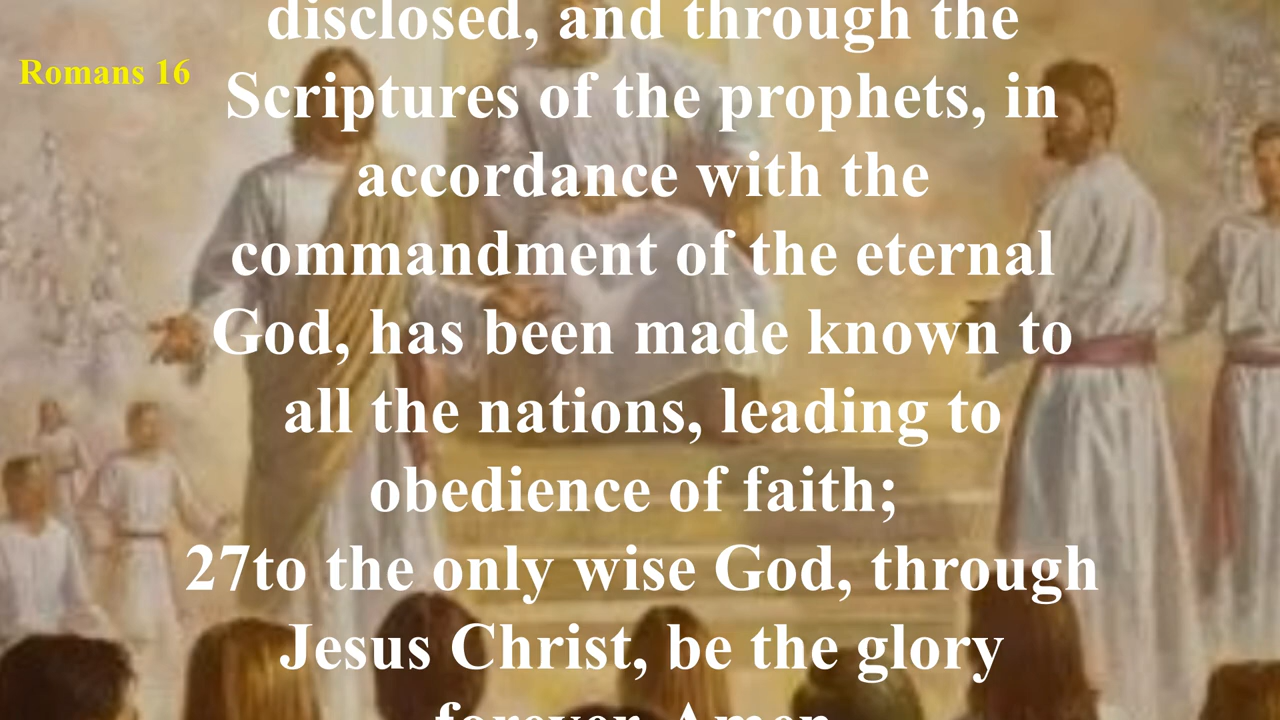 disclosed, and through the
Romans 16
Scriptures of the prophets, in
accordance with the
commandment of the eternal
God, has been made known to
all the nations, leading to
obedience of faith;
27to the only wise God, through
Jesus Christ, be the glory
forever. Amen.